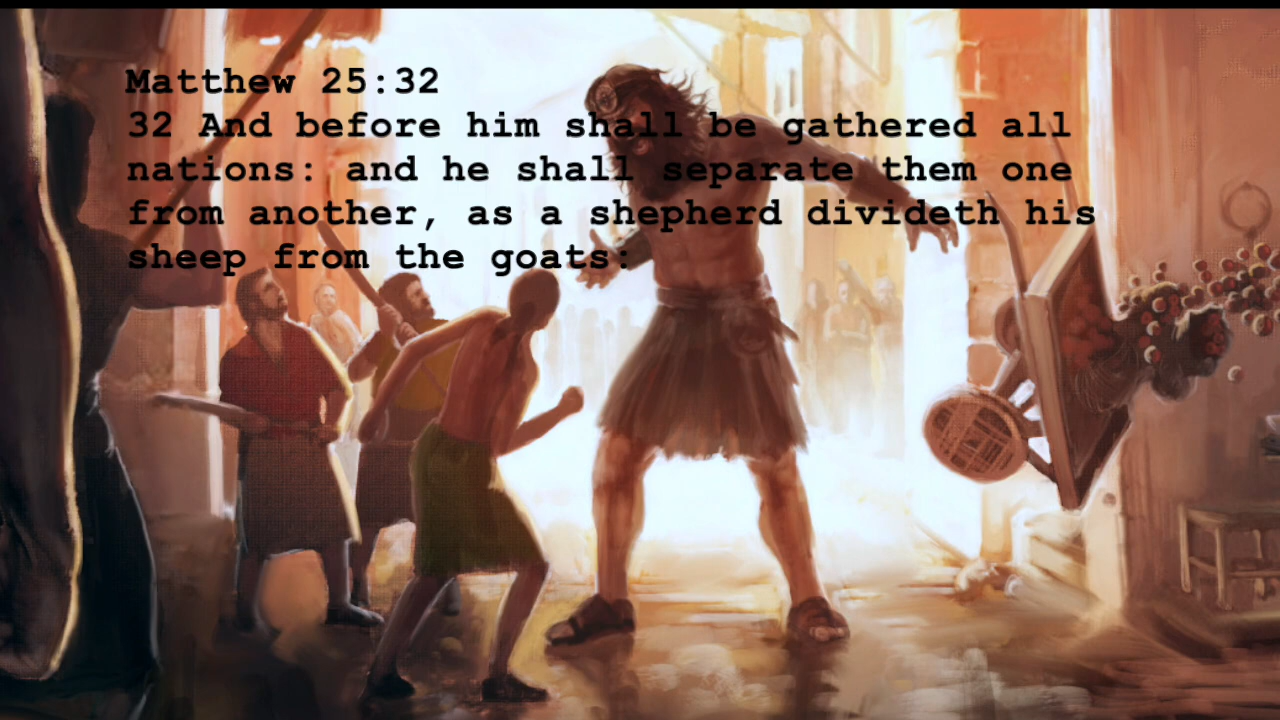 Matthew 25:32
32 And before him shall be gathered all
nations: and he shall separate them one
from another, as a shepherd divideth his
sheep from the goats: